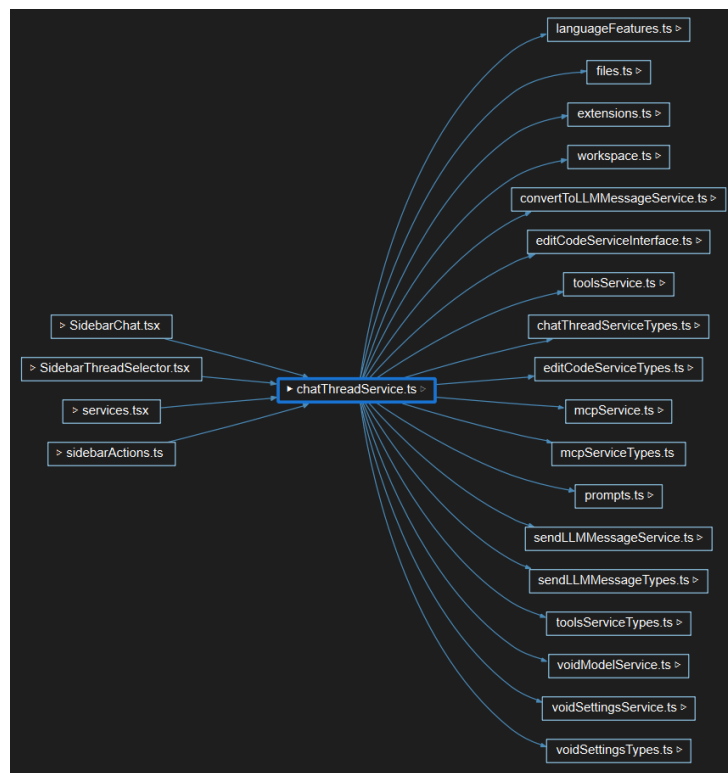 languageFeatures.ts
files.ts
extensions.ts
workspace.ts
convertToLLMMessageService.ts
editCodeServiceInterface.ts
toolsService.ts
SidebarChat.tsx
chatThreadServiceTypes.ts
SidebarThreadSelector.tsx
editCodeServiceTypes.ts
chatThreadService.ts
services.tsx
mcpService.ts
sidebarActions.ts
mcpServiceTypes.ts
prompts.ts
sendLLMMessageService.ts
sendLLMMessageTypes.ts
toolsServiceTypes.ts
voidModelService.ts
voidSettingsService.ts
voidSettingsTypes.ts